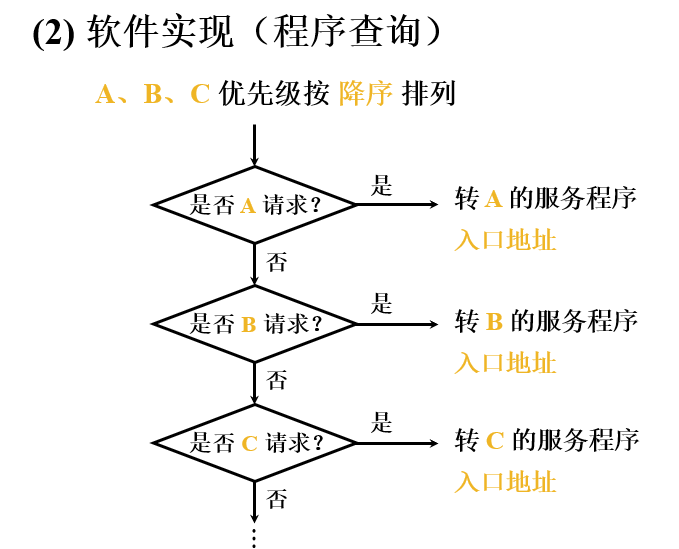 (2) 软件实现（程序查询）
A、B、C 优先级按 降序 排列
是否 A 请求？
是
转 A 的服务程序
入口地址
否
是否 B 请求？
是
转 B 的服务程序
入口地址
否
是否 C 请求？
是
转 C 的服务程序
入口地址
否
⋮